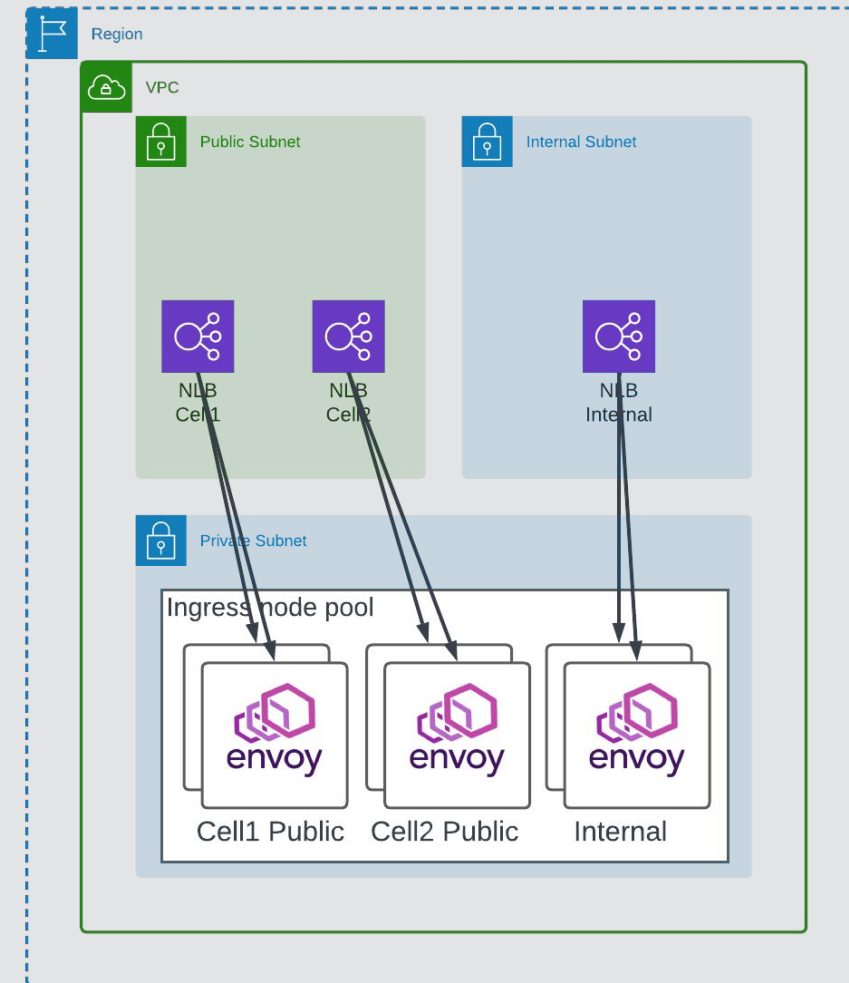 Region
VPC
Public Subnet
Internal Subnet
NLB
Cell1
NLB
Cell2
NLB
Internal
Private Subnet
Ingress node pool
envoy
envoy
envoy
Cell1 Public
Cell2 Public
Internal